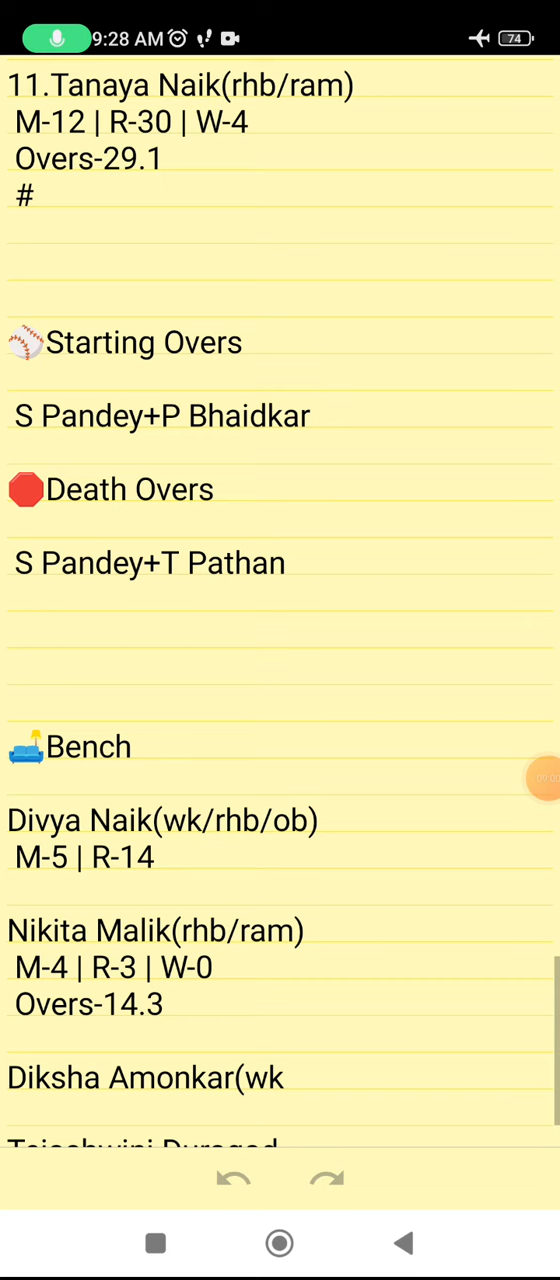 9:28 AM
74
11.Tanaya Naik(rhb/ram)
M-12 | R-30 | W-4
Overs-29.1
#
Starting Overs
S Pandey+P Bhaidkar
Death Overs
S Pandey+T Pathan
Bench
Divya Naik(wk/rhb/ob)
M-5 | R-14
Nikita Malik(rhb/ram)
M-4 | R-3 | W-0
Overs-14.3
Diksha Amonkar(wk